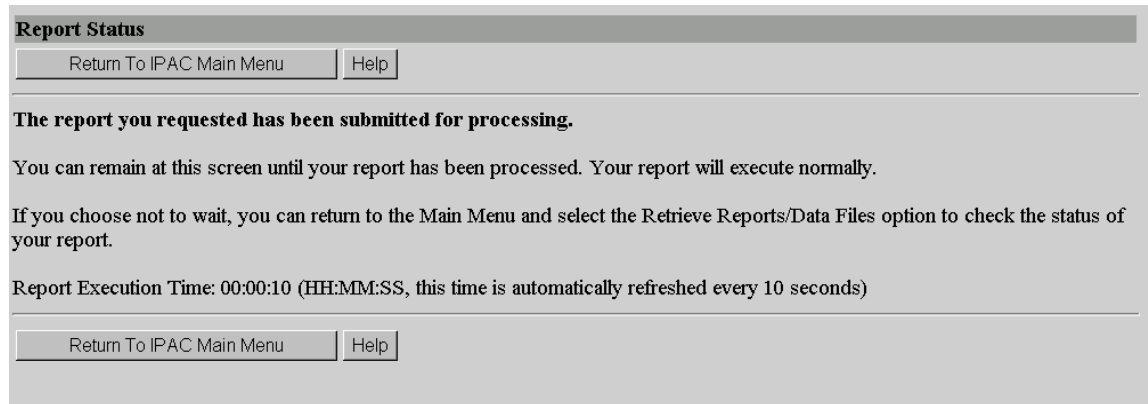 Report Status
Return To IPAC Main Menu Help
The report you requested has been submitted for processing.
You can remain at this screen until your report has been processed. Your report will execute normally.
If you choose not to wait, you can return to the Main Menu and select the Retrieve Reports/Data Files option to check the status of
your report.
Report Execution Time: 00:00:10 (HH:MM:SS, this time is automatically refreshed every 10 seconds)
Return To IPAC Main Menu Help